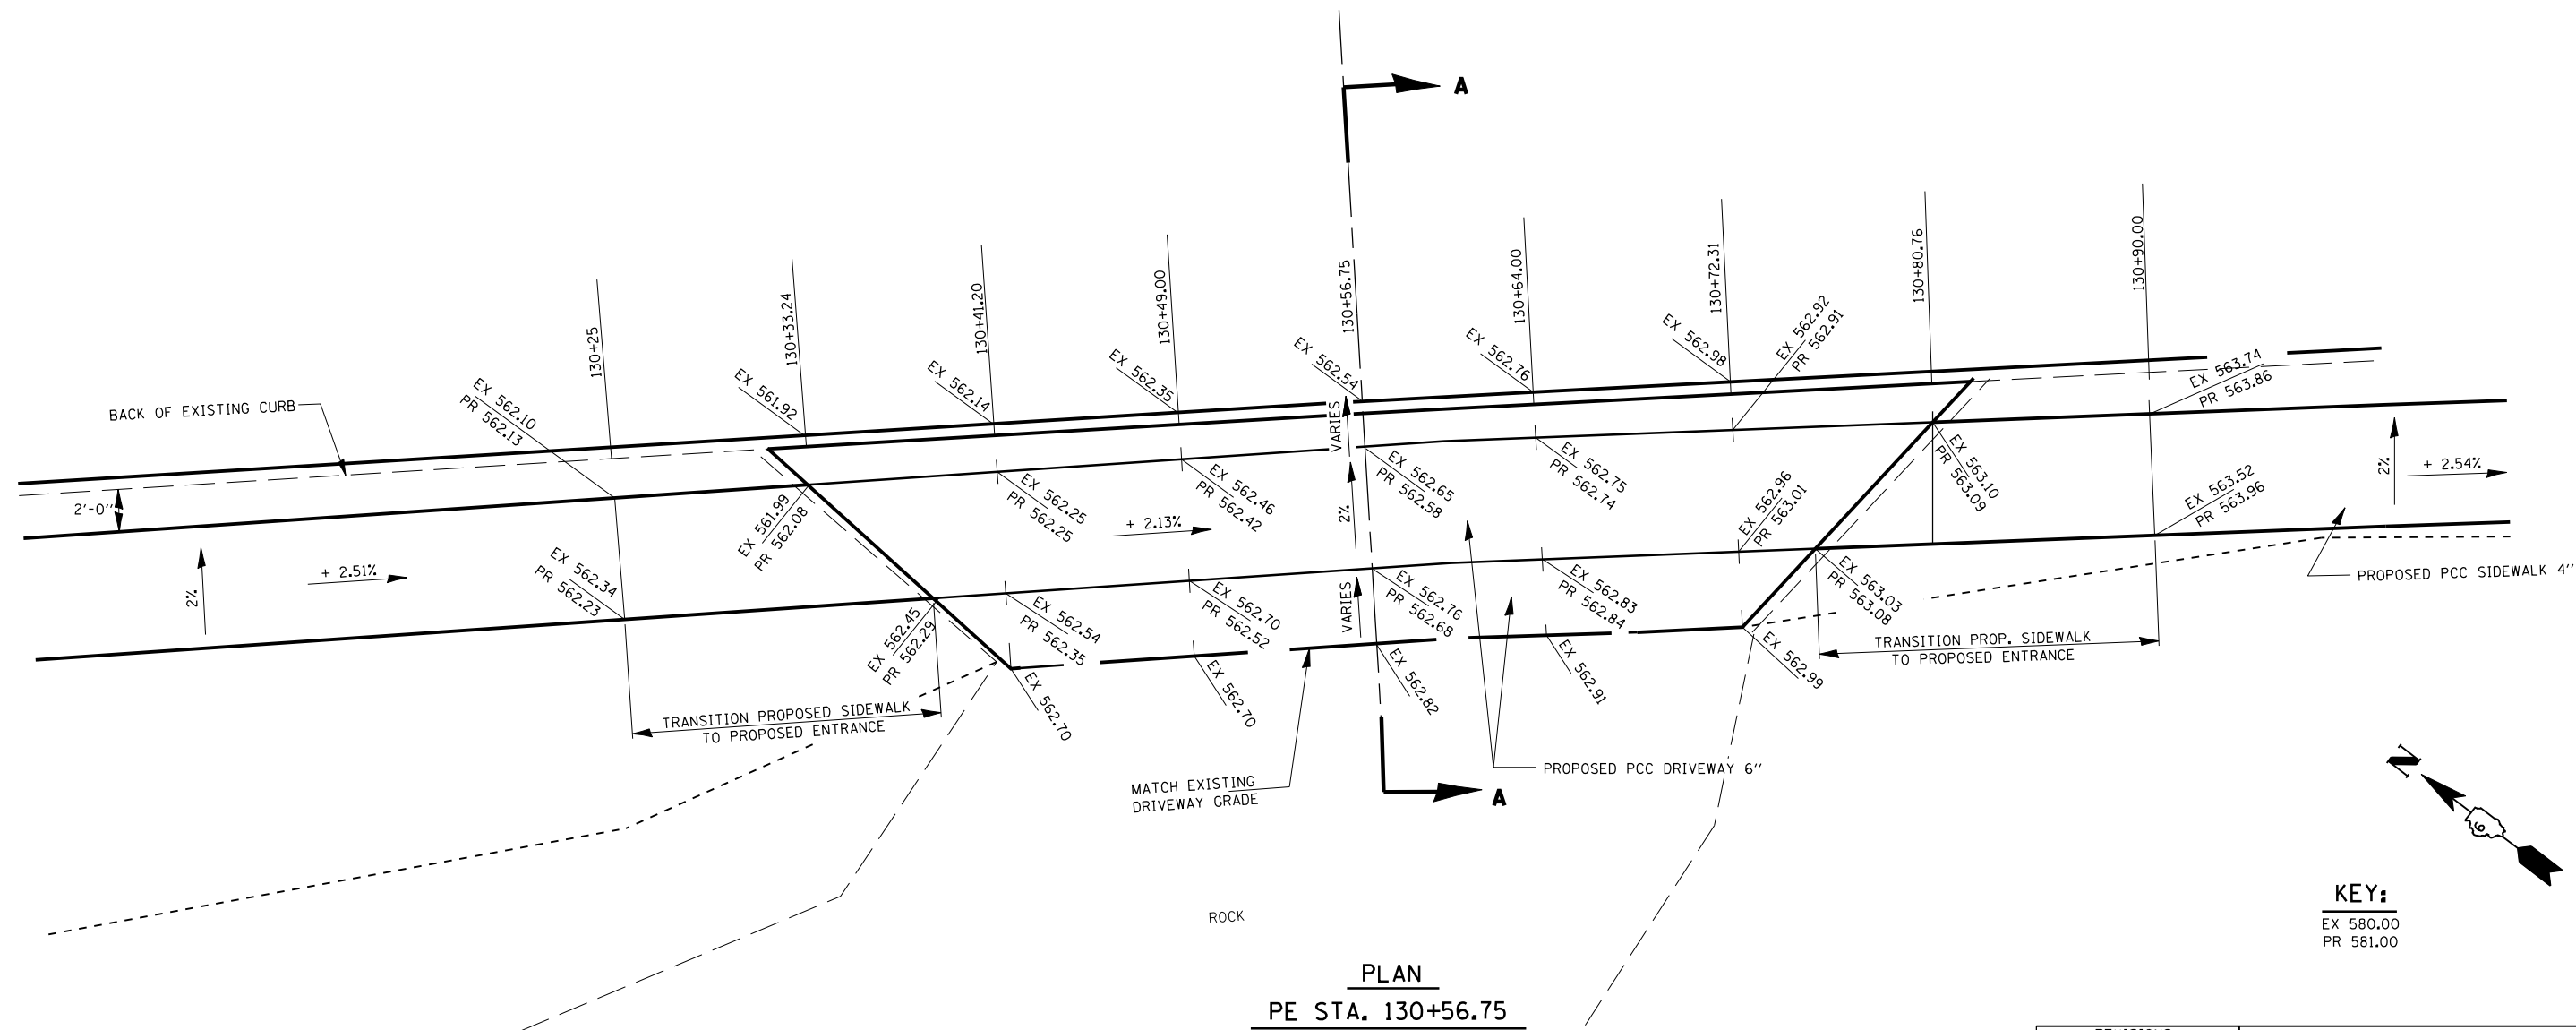 A
130+25
130+33.24
130+41.20
130+49.00
130+56.75
130+64.00
130+72.31
130+80.76
130+90.00
BACK OF EXISTING CURB
EX 562.10
PR 562.13
EX 561.92
EX 562.14
EX 562.35
EX 562.54
EX 562.76
EX 562.98
EX 562.92
PR 562.91
EX 563.74
PR 563.86
VARIES
2'-0"
2%
+ 2.51%
EX 562.34
PR 562.23
EX 561.99
PR 562.08
EX 562.25
PR 562.25
EX 562.46
PR 562.42
+ 2.13%
2%
EX 562.65
PR 562.58
EX 562.75
PR 562.74
EX 562.96
PR 563.01
EX 563.10
PR 563.09
EX 563.52
PR 563.96
2%
+ 2.54%
EX 562.45
PR 562.29
EX 562.54
PR 562.35
EX 562.70
PR 562.52
VARIES
EX 562.76
PR 562.68
EX 562.83
PR 562.84
EX 563.03
PR 563.08
PROPOSED PCC SIDEWALK 4"
TRANSITION PROPOSED SIDEWALK
TO PROPOSED ENTRANCE
EX 562.70
EX 562.70
EX 562.82
EX 562.91
EX 562.99
TRANSITION PROP. SIDEWALK
TO PROPOSED ENTRANCE
MATCH EXISTING
DRIVEWAY GRADE
PROPOSED PCC DRIVEWAY 6"
A
N
6
ROCK
KEY:
EX 580.00
PR 581.00
PLAN
PE STA. 130+56.75